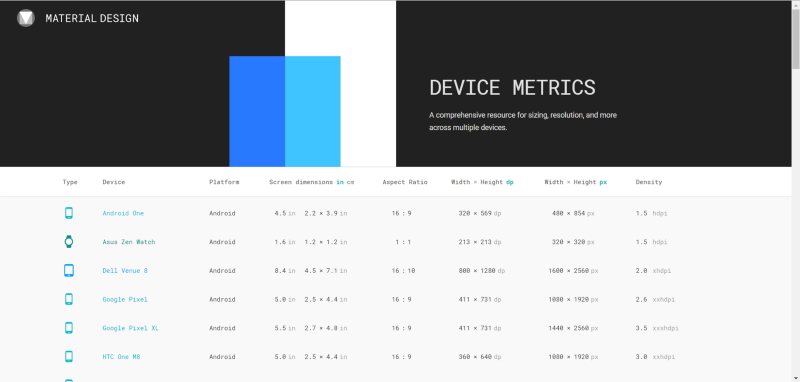 MATERIAL DESIGN
DEVICE METRICS
A comprehensive resource for sizing, resolution, and more
across multiple devices.
Type Device Platform Screen dimensions in cm Aspect Ratio Width × Height dp Width × Height px Density
Android One Android 4.5 in 2.2 × 3.9 in 16 : 9 320 × 569 dp 480 × 854 px 1.5 hdpi
Asus Zen Watch Android 1.6 in 1.2 × 1.2 in 1 : 1 213 × 213 dp 320 × 320 px 1.5 hdpi
Dell Venue 8 Android 8.4 in 4.5 × 7.1 in 16 : 10 800 × 1280 dp 1600 × 2560 px 2.0 xhdpi
Google Pixel Android 5.0 in 2.5 × 4.4 in 16 : 9 411 × 731 dp 1080 × 1920 px 2.6 xxhdpi
Google Pixel XL Android 5.5 in 2.7 × 4.8 in 16 : 9 411 × 731 dp 1440 × 2560 px 3.5 xxxhdpi
HTC One M8 Android 5.0 in 2.5 × 4.4 in 16 : 9 360 × 640 dp 1080 × 1920 px 3.0 xxhdpi